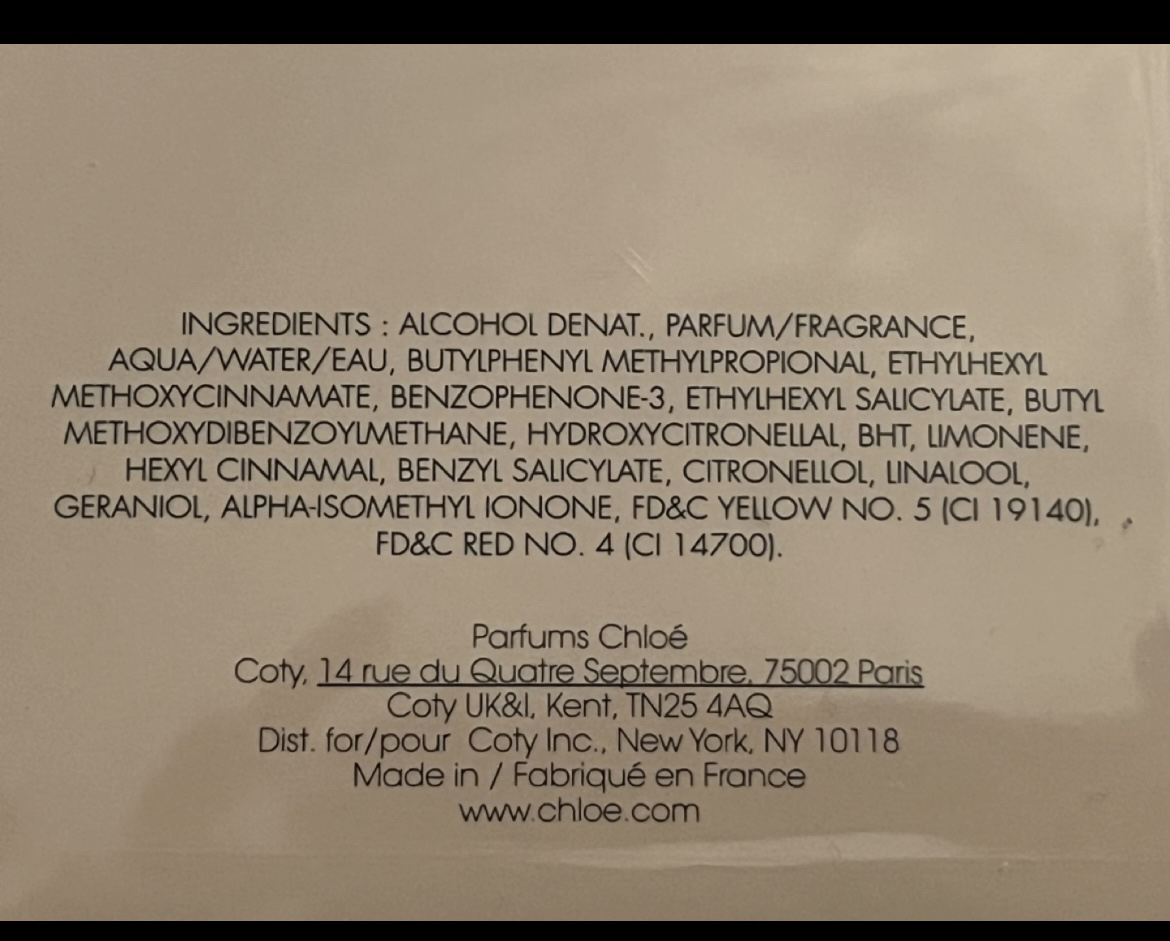 INGREDIENTS : ALCOHOL DENAT., PARFUM/FRAGRANCE,
AQUA/WATER/EAU, BUTYLPHENYL METHYLPROPIONAL, ETHYLHEXYL
METHOXYCINNAMATE, BENZOPHENONE-3, ETHYLHEXYL SALICYLATE, BUTYL
METHOXYDIBENZOYLMETHANE, HYDROXYCITRONELLAL, BHT, LIMONENE,
HEXYL CINNAMAL, BENZYL SALICYLATE, CITRONELLOL, LINALOOL,
GERANIOL, ALPHA-ISOMETHYL IONONE, FD&C YELLOW NO. 5 (CI 19140),
FD&C RED NO. 4 (CI 14700).
Parfums Chloé
Coty, 14 rue du Quatre Septembre, 75002 Paris
Coty UK&I, Kent, TN25 4AQ
Dist. for/pour Coty Inc., New York, NY 10118
Made in / Fabriqué en France
www.chloe.com